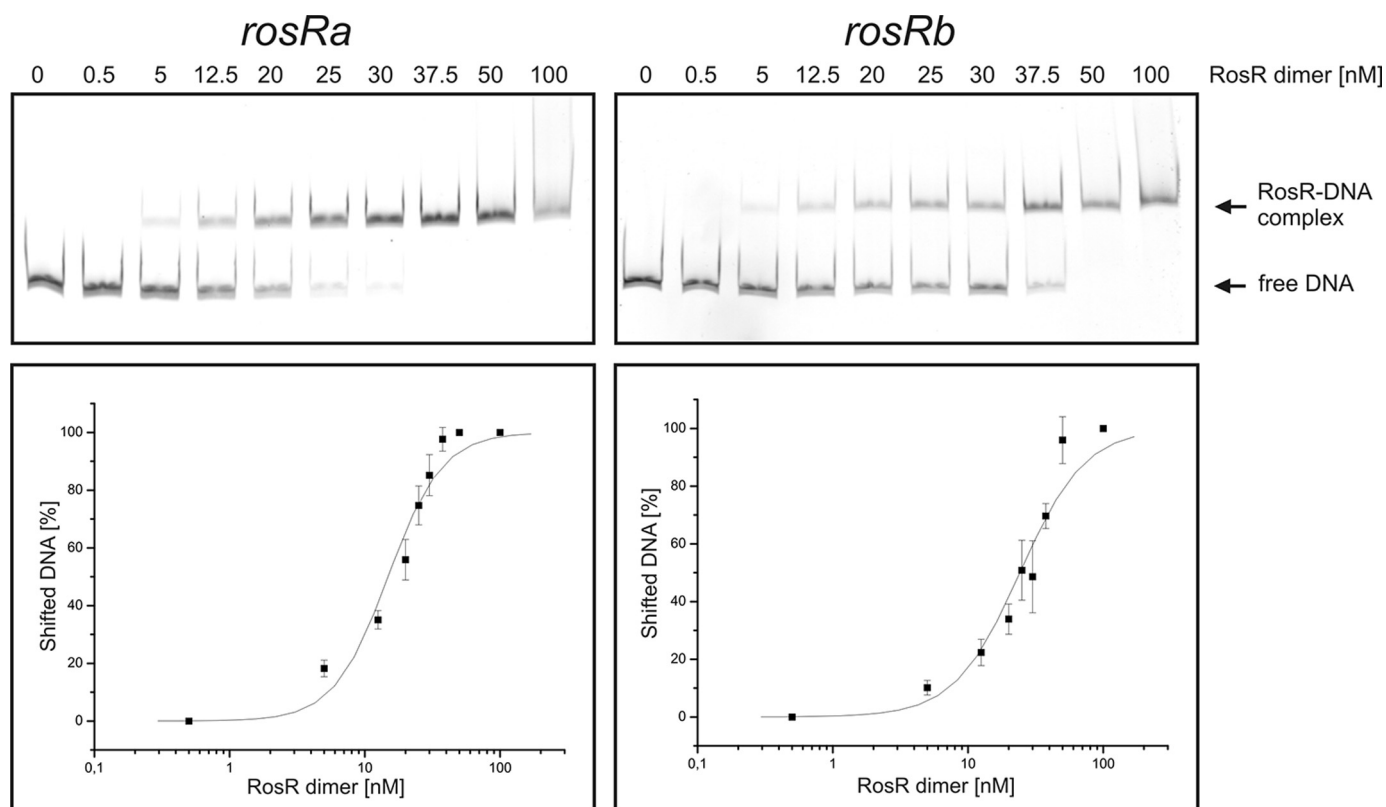 rosRa rosRb
0 0.5 5 12.5 20 25 30 37.5 50 100 0 0.5 5 12.5 20 25 30 37.5 50 100 RosR dimer [nM]
RosR-DNA
complex
free DNA
Shifted DNA [%]
100
80
60
40
20
0
0,1 1 10 100
RosR dimer [nM]
Shifted DNA [%]
100
80
60
40
20
0
0,1 1 10 100
RosR dimer [nM]